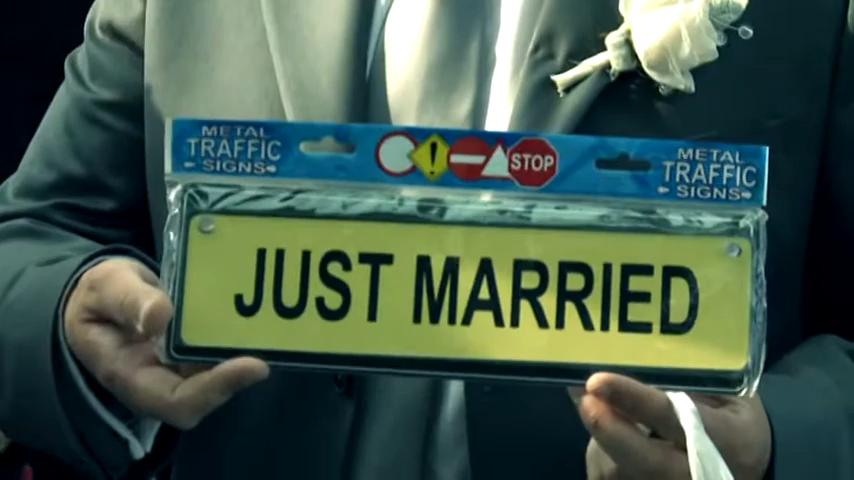 METAL
TRAFFIC
SIGNS
!
STOP
METAL
TRAFFIC
SIGNS
JUST MARRIED